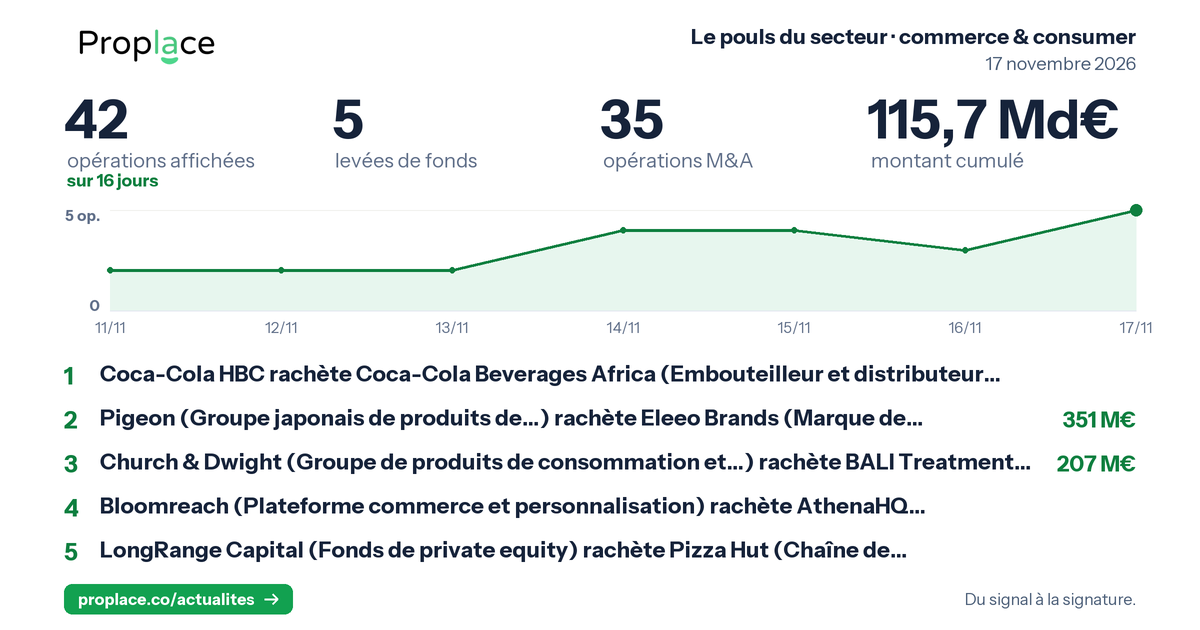 Proplace
Le pouls du secteur · commerce & consumer
17 novembre 2026
42
opérations affichées
sur 16 jours
5
levées de fonds
35
opérations M&A
115,7 Md€
montant cumulé
5 op.
0
11/11 12/11 13/11 14/11 15/11 16/11 17/11
1 Coca-Cola HBC rachète Coca-Cola Beverages Africa (Embouteilleur et distributeur...
2 Pigeon (Groupe japonais de produits de...) rachète Eleeo Brands (Marque de... 351 M€
3 Church & Dwight (Groupe de produits de consommation et...) rachète BALI Treatment... 207 M€
4 Bloomreach (Plateforme commerce et personnalisation) rachète AthenaHQ...
5 LongRange Capital (Fonds de private equity) rachète Pizza Hut (Chaîne de...
proplace.co/actualites →
Du signal à la signature.